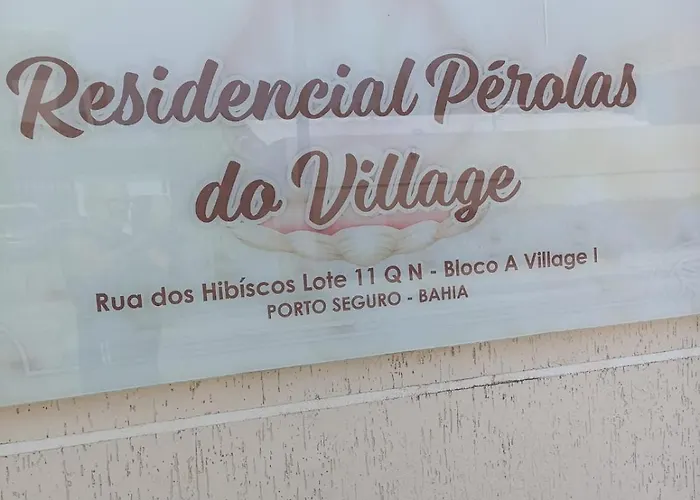 Residencial Pérolas
do Village
Rua dos Hibíscos Lote 11 Q N - Bloco A Village I
PORTO SEGURO - BAHIA